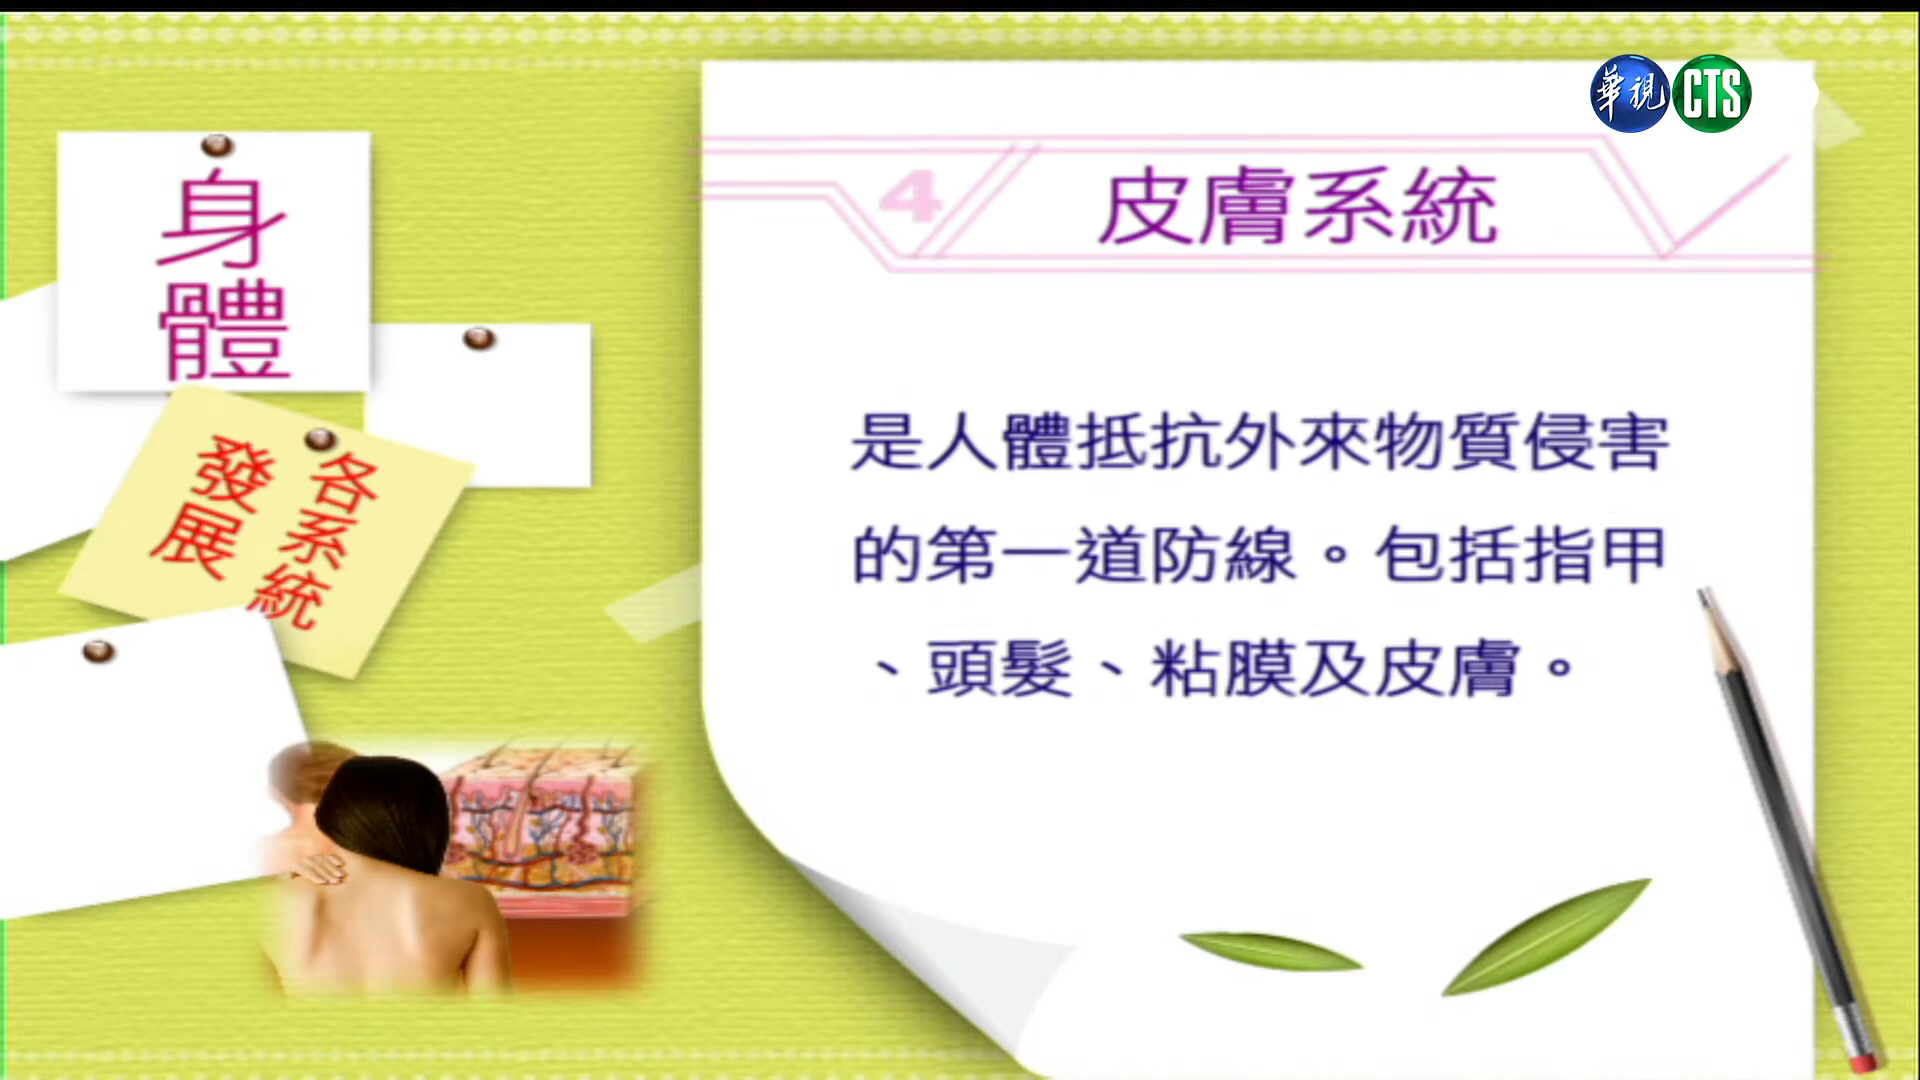 華視 CTS
身
體
各系統
發展
4 皮膚系統
是人體抵抗外來物質侵害
的第一道防線。包括指甲
、頭髮、粘膜及皮膚。